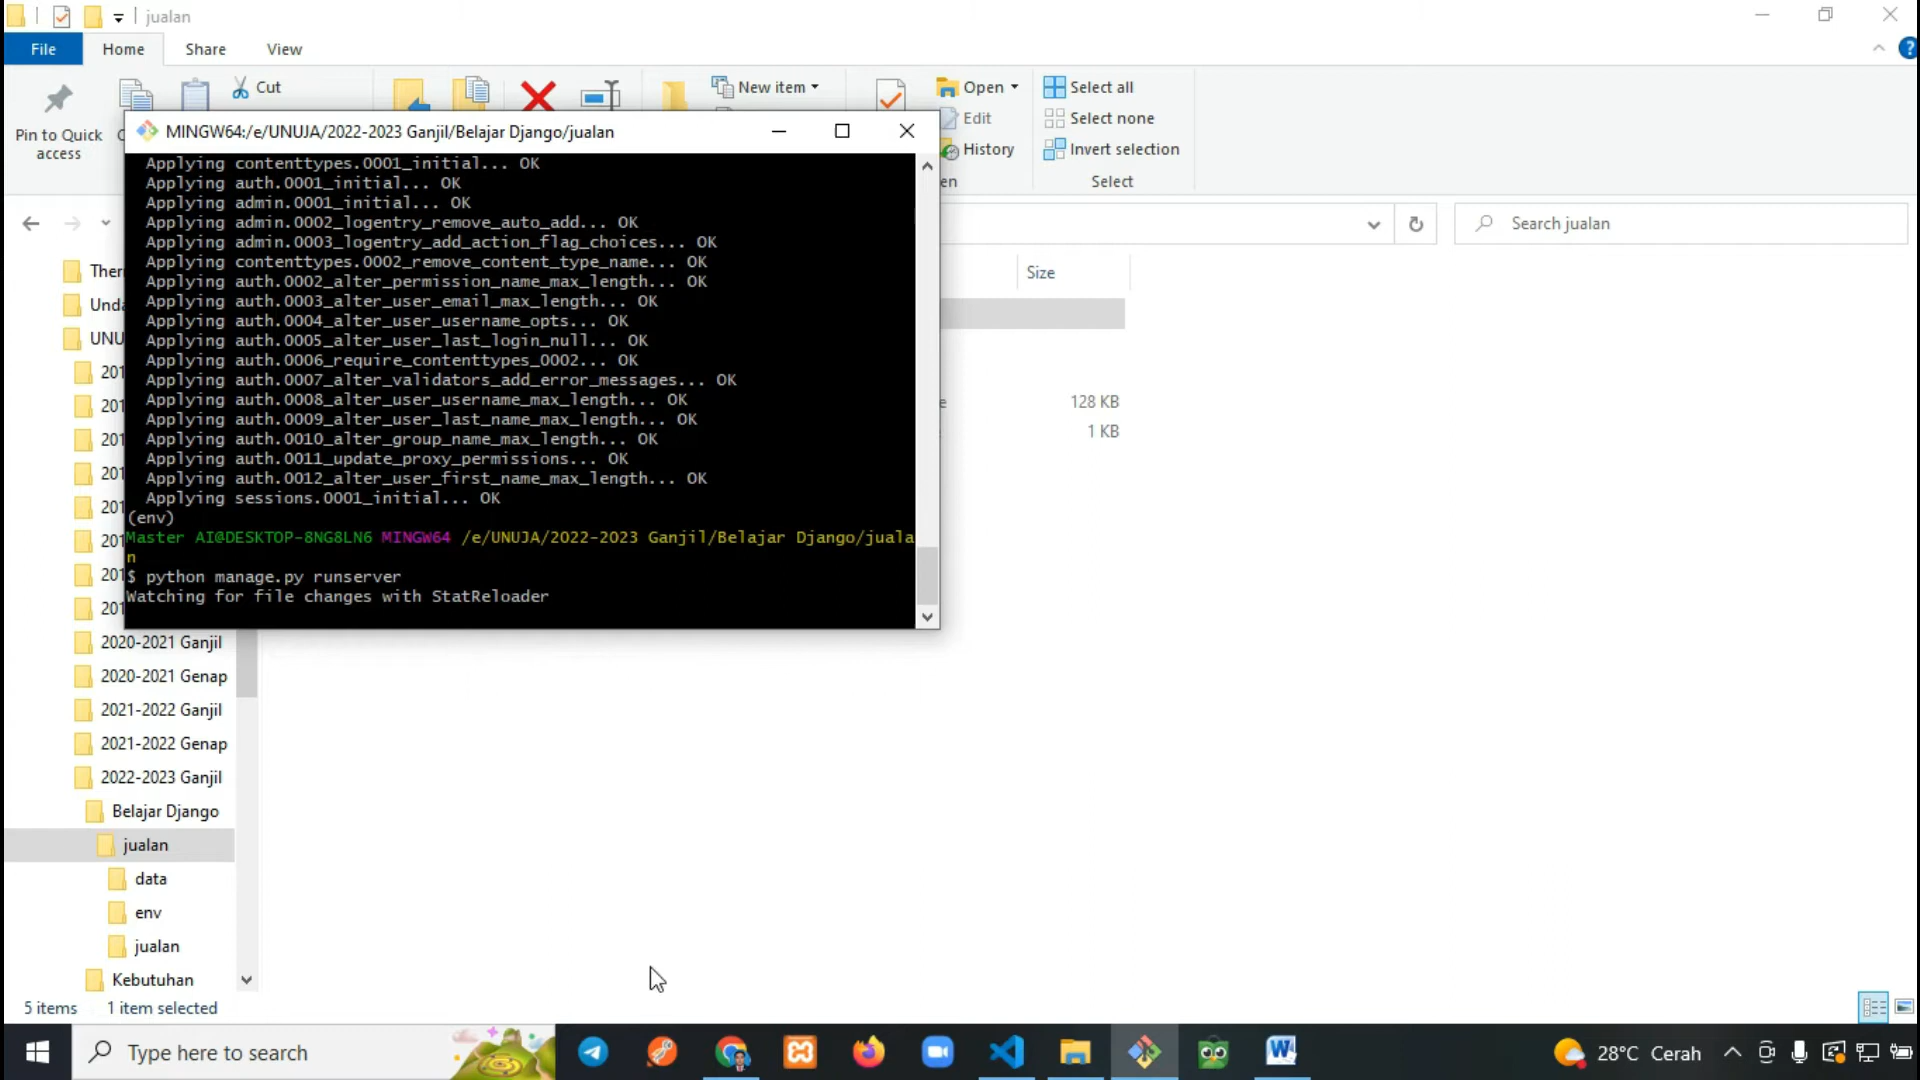 jualan
File
Home
Share
View
Cut
New item
Open
Select all
Edit
Select none
Pin to Quick
access
History
Invert selection
Select
MINGW64:/e/UNUJA/2022-2023 Ganjil/Belajar Django/jualan
Applying contenttypes.0001_initial... OK
Applying auth.0001_initial... OK
Applying admin.0001_initial... OK
Applying admin.0002_logentry_remove_auto_add... OK
Applying admin.0003_logentry_add_action_flag_choices... OK
Applying contenttypes.0002_remove_content_type_name... OK
Applying auth.0002_alter_permission_name_max_length... OK
Applying auth.0003_alter_user_email_max_length... OK
Applying auth.0004_alter_user_username_opts... OK
Applying auth.0005_alter_user_last_login_null... OK
Applying auth.0006_require_contenttypes_0002... OK
Applying auth.0007_alter_validators_add_error_messages... OK
Applying auth.0008_alter_user_username_max_length... OK
Applying auth.0009_alter_user_last_name_max_length... OK
Applying auth.0010_alter_group_name_max_length... OK
Applying auth.0011_update_proxy_permissions... OK
Applying auth.0012_alter_user_first_name_max_length... OK
Applying sessions.0001_initial... OK
(env)
Master AI@DESKTOP-8NG8LN6 MINGW64 /e/UNUJA/2022-2023 Ganjil/Belajar Django/juala
n
$ python manage.py runserver
Watching for file changes with StatReloader
Search jualan
Size
128 KB
1 KB
2020-2021 Ganjil
2020-2021 Genap
2021-2022 Ganjil
2021-2022 Genap
2022-2023 Ganjil
Belajar Django
jualan
data
env
jualan
Kebutuhan
5 items
1 item selected
Type here to search
28°C Cerah